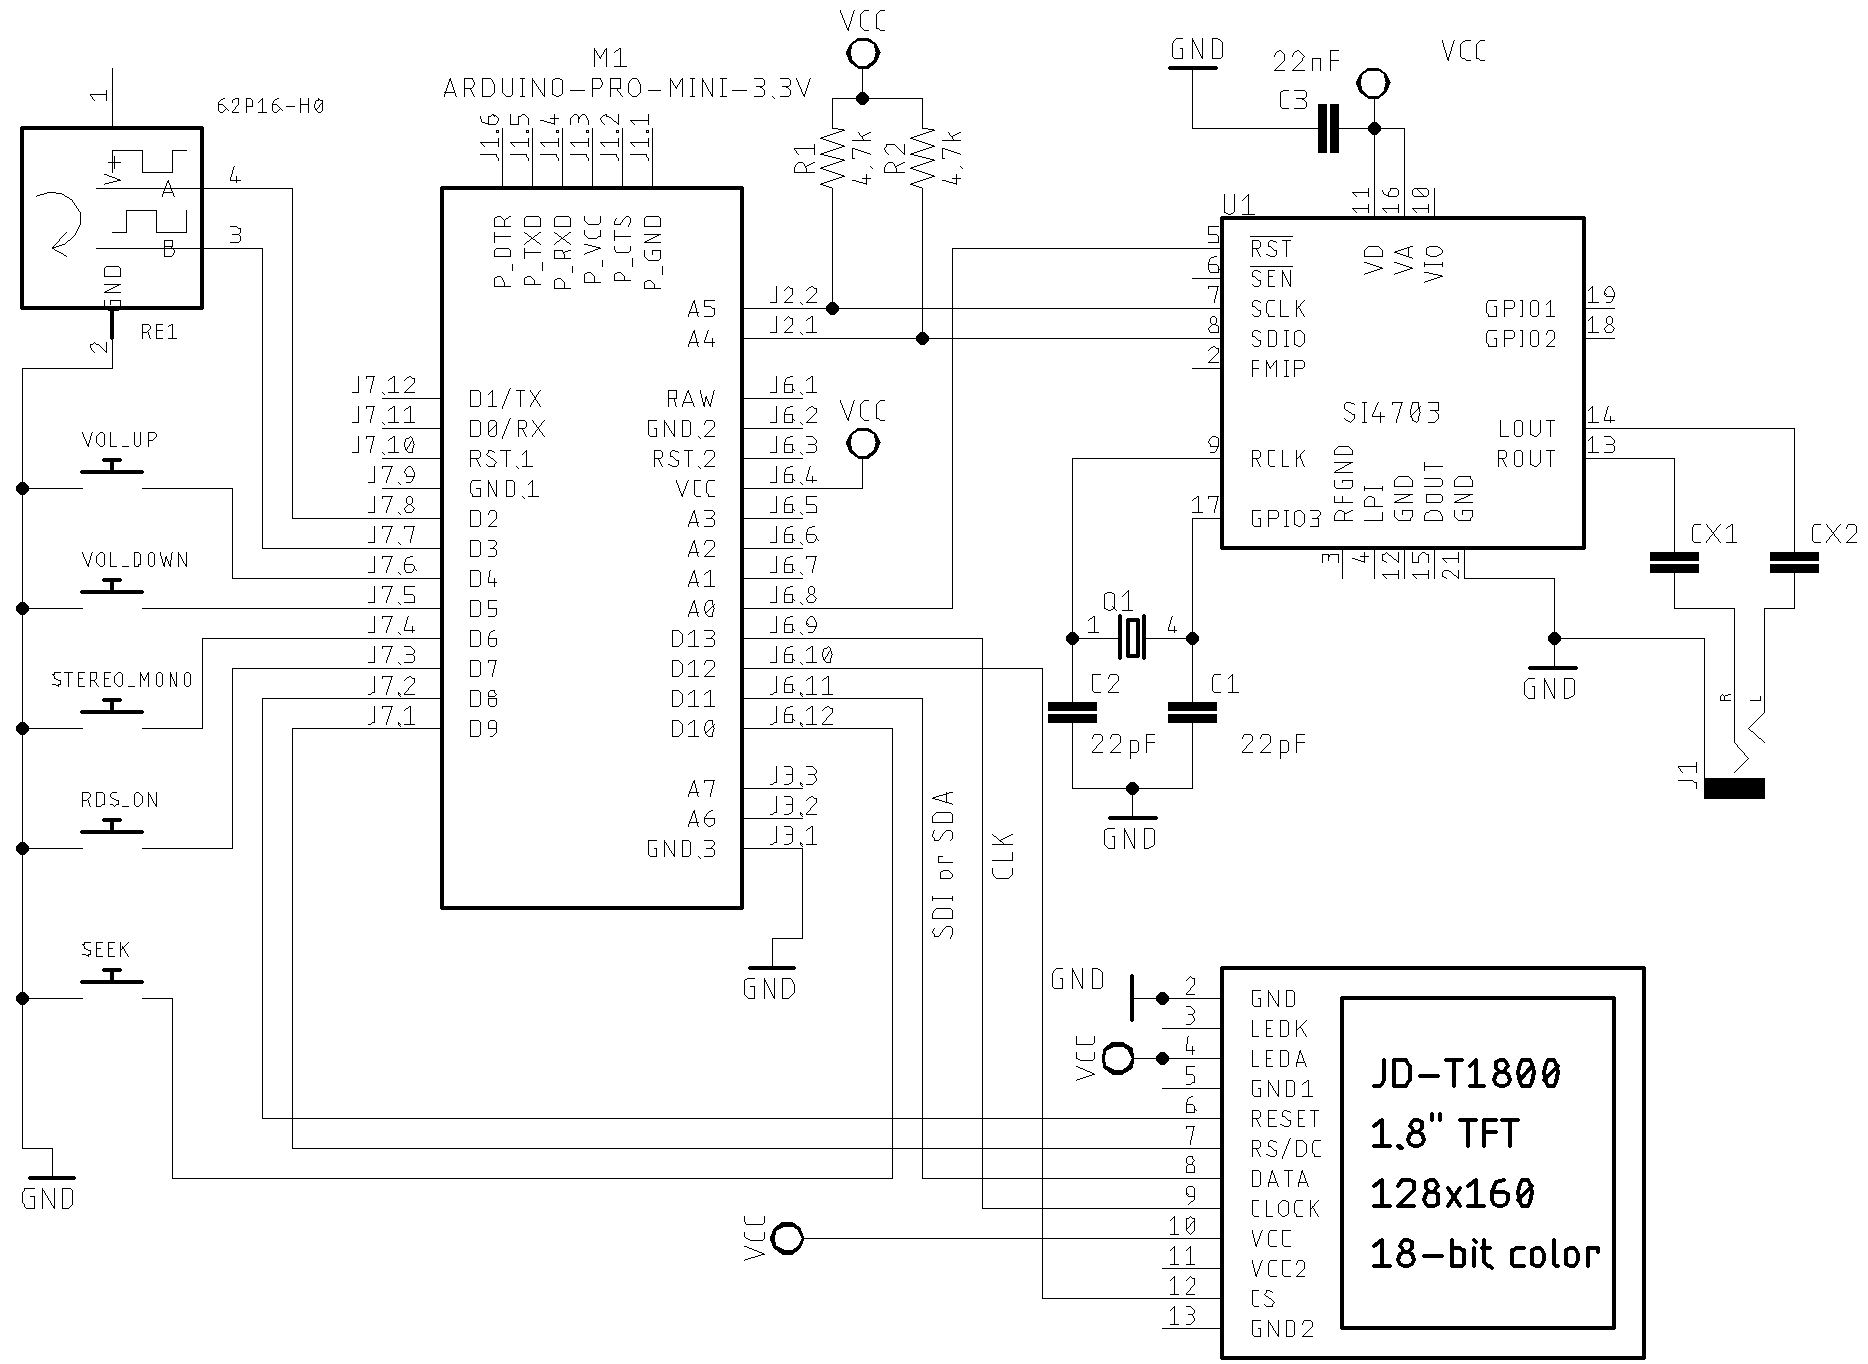 1
62P16-H0
V+
A
4
B
3
GND
2
RE1
VOL_UP
VOL_DOWN
STEREO_MONO
RDS_ON
SEEK
GND
M1
ARDUINO-PRO-MINI-3.3V
J1.6
J1.5
J1.4
J1.3
J1.2
J1.1
P_DTR
P_TXD
P_RXD
P_VCC
P_CTS
P_GND
A5
J2.2
A4
J2.1
J7.12
D1/TX
J7.11
D0/RX
J7.10
RST.1
J7.9
GND.1
J7.8
D2
J7.7
D3
J7.6
D4
J7.5
D5
J7.4
D6
J7.3
D7
J7.2
D8
J7.1
D9
RAW
J6.1
GND.2
J6.2
RST.2
J6.3
VCC
J6.4
A3
J6.5
A2
J6.6
A1
J6.7
A0
J6.8
D13
J6.9
D12
J6.10
D11
J6.11
D10
J6.12
A7
J3.3
A6
J3.2
GND.3
J3.1
GND
VCC
R1
4,7k
R2
4,7k
VCC
SDI or SDA
CLK
GND
22nF
C3
VCC
U1
11
16
10
VD
VA
VIO
5
RST
6
SEN
7
SCLK
8
SDIO
2
FMIP
9
RCLK
17
GPIO3
SI4703
GPIO1
19
GPIO2
18
LOUT
14
ROUT
13
RFGND
LPI
GND
DOUT
GND
3
4
12
15
21
Q1
1
4
C2
22pF
C1
22pF
GND
GND
CX1
CX2
R
L
J1
GND
VCC
VCC
2
GND
3
LEDK
4
LEDA
5
GND1
6
RESET
7
RS/DC
8
DATA
9
CLOCK
10
VCC
11
VCC2
12
CS
13
GND2
JD-T1800
1.8" TFT
128x160
18-bit color